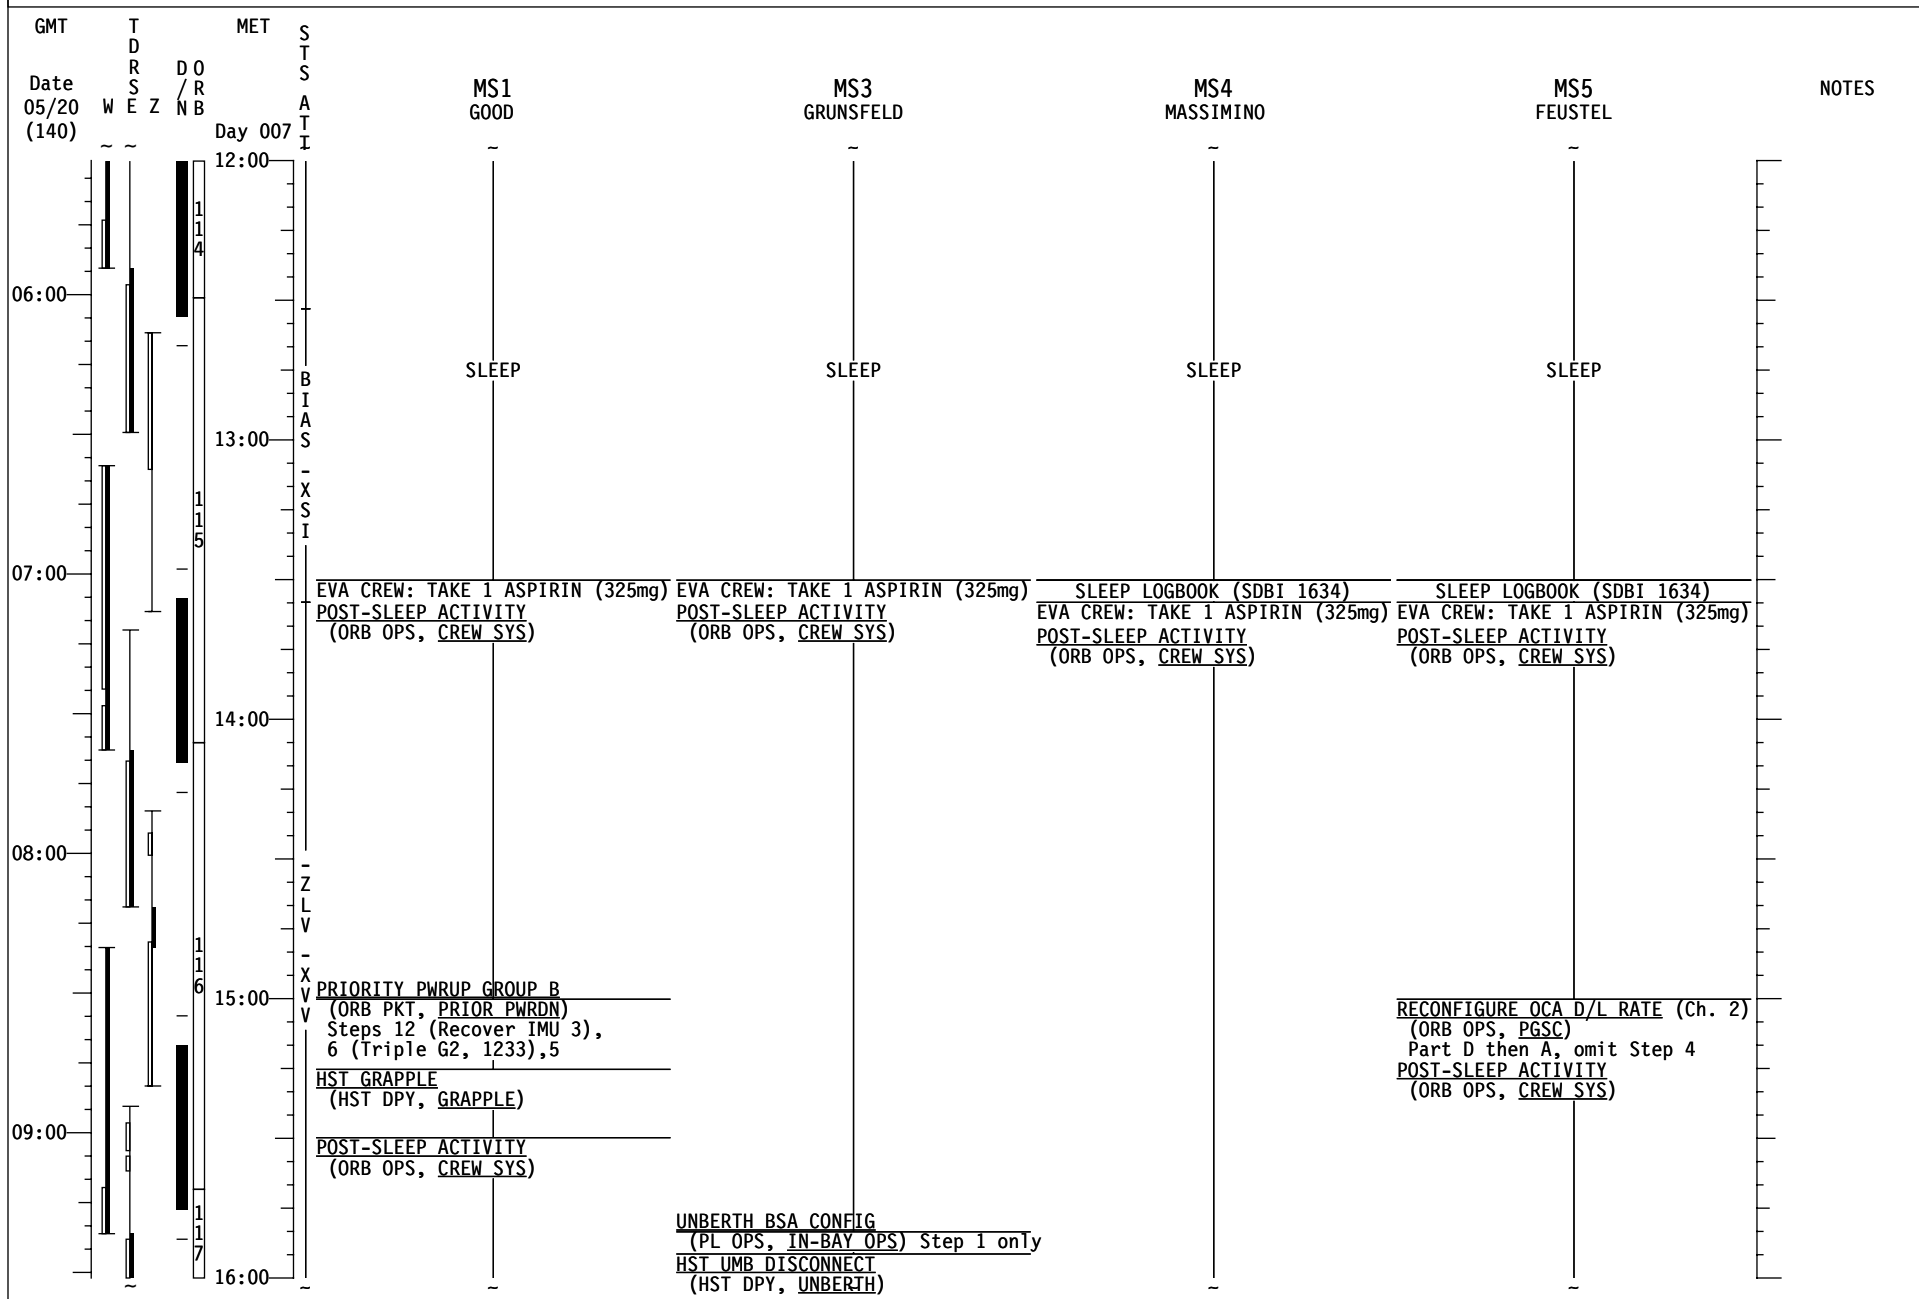 GMT
TDRS
MET
STS ATT
Date
05/20
(140)
W E Z
D/N
ORB
Day 007
MS1
GOOD
MS3
GRUNSFELD
MS4
MASSIMINO
MS5
FEUSTEL
NOTES
~ ~ ~ ~ ~ ~
12:00
114
06:00
SLEEP SLEEP SLEEP SLEEP
BIAS -XSI
13:00
115
07:00
EVA CREW: TAKE 1 ASPIRIN (325mg)
POST-SLEEP ACTIVITY
(ORB OPS, CREW SYS)
EVA CREW: TAKE 1 ASPIRIN (325mg)
POST-SLEEP ACTIVITY
(ORB OPS, CREW SYS)
SLEEP LOGBOOK (SDBI 1634)
EVA CREW: TAKE 1 ASPIRIN (325mg)
POST-SLEEP ACTIVITY
(ORB OPS, CREW SYS)
SLEEP LOGBOOK (SDBI 1634)
EVA CREW: TAKE 1 ASPIRIN (325mg)
POST-SLEEP ACTIVITY
(ORB OPS, CREW SYS)
14:00
08:00
-ZLV -XVV
116
15:00
PRIORITY PWRUP GROUP B
(ORB PKT, PRIOR PWRDN)
Steps 12 (Recover IMU 3),
6 (Triple G2, 1233),5
HST GRAPPLE
(HST DPY, GRAPPLE)
POST-SLEEP ACTIVITY
(ORB OPS, CREW SYS)
RECONFIGURE OCA D/L RATE (Ch. 2)
(ORB OPS, PGSC)
Part D then A, omit Step 4
POST-SLEEP ACTIVITY
(ORB OPS, CREW SYS)
09:00
117
UNBERTH BSA CONFIG
(PL OPS, IN-BAY OPS) Step 1 only
HST UMB DISCONNECT
(HST DPY, UNBERTH)
16:00
~ ~ ~ ~ ~